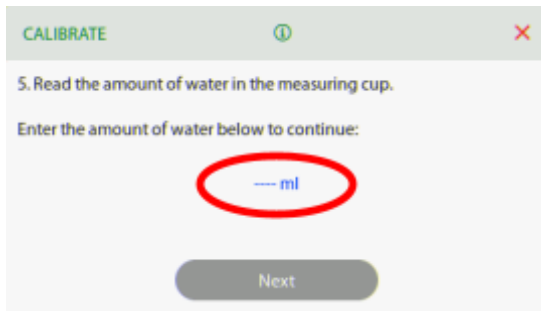 CALIBRATE
5. Read the amount of water in the measuring cup.
Enter the amount of water below to continue:
---- ml
Next